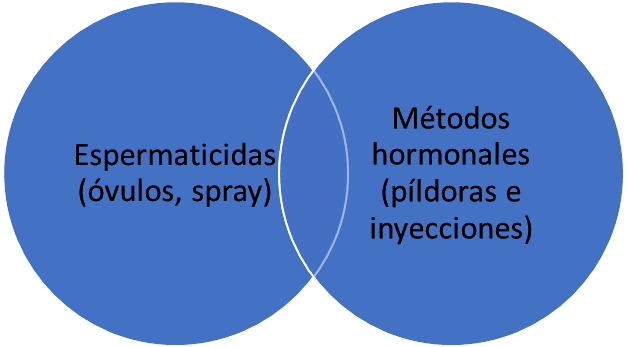 Espermaticidas
(óvulos, spray)
Métodos
hormonales
(píldoras e
inyecciones)